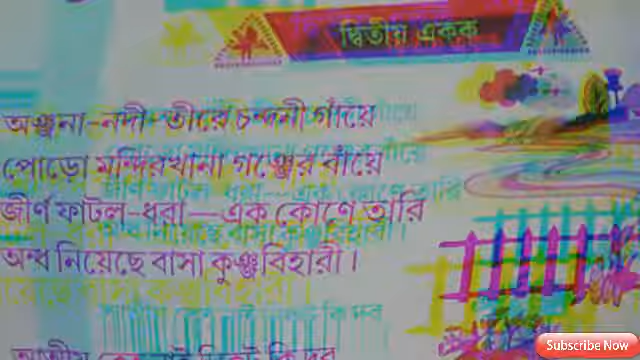 দ্বিতীয় একক
অঞ্জনা-নদী-তীরে চন্দনী গাঁয়ে
পোড়ো মন্দিরখানা গঞ্জের বাঁয়ে
জীর্ণ ফাটল-ধরা—এক কোণে তারি
অন্ধ নিয়েছে বাসা কুঞ্জবিহারী।
Subscribe Now